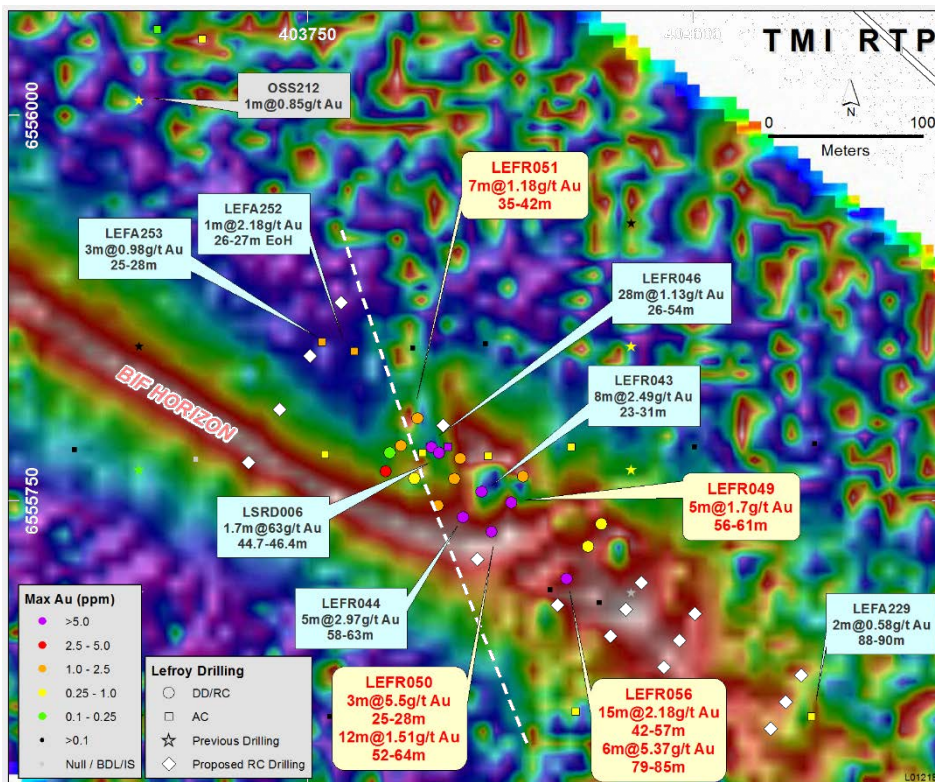 403750
404000
TMI RTP
N
0
100
Meters
6556000
OSS212
1m@0.85g/t Au
LEFR051
7m@1.18g/t Au
35-42m
LEFA252
1m@2.18g/t Au
26-27m EoH
LEFA253
3m@0.98g/t Au
25-28m
LEFR046
28m@1.13g/t Au
26-54m
LEFR043
8m@2.49g/t Au
23-31m
BIF HORIZON
6555750
LSRD006
1.7m@63g/t Au
44.7-46.4m
LEFR049
5m@1.7g/t Au
56-61m
LEFR044
5m@2.97g/t Au
58-63m
LEFA229
2m@0.58g/t Au
88-90m
LEFR050
3m@5.5g/t Au
25-28m
12m@1.51g/t Au
52-64m
LEFR056
15m@2.18g/t Au
42-57m
6m@5.37g/t Au
79-85m
Max Au (ppm)
>5.0
2.5 - 5.0
1.0 - 2.5
0.25 - 1.0
0.1 - 0.25
>0.1
Null / BDL/IS
Lefroy Drilling
DD/RC
AC
Previous Drilling
Proposed RC Drilling